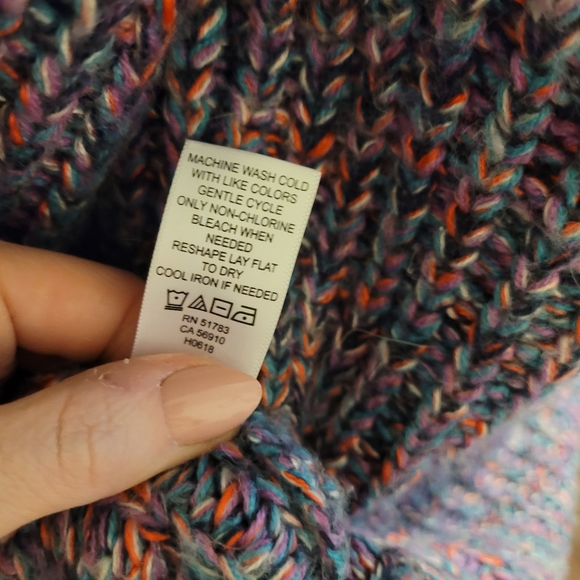 MACHINE WASH COLD
WITH LIKE COLORS
GENTLE CYCLE
ONLY NON-CHLORINE
BLEACH WHEN
NEEDED
RESHAPE LAY FLAT
TO DRY
COOL IRON IF NEEDED
RN 51783
CA 56910
H0618